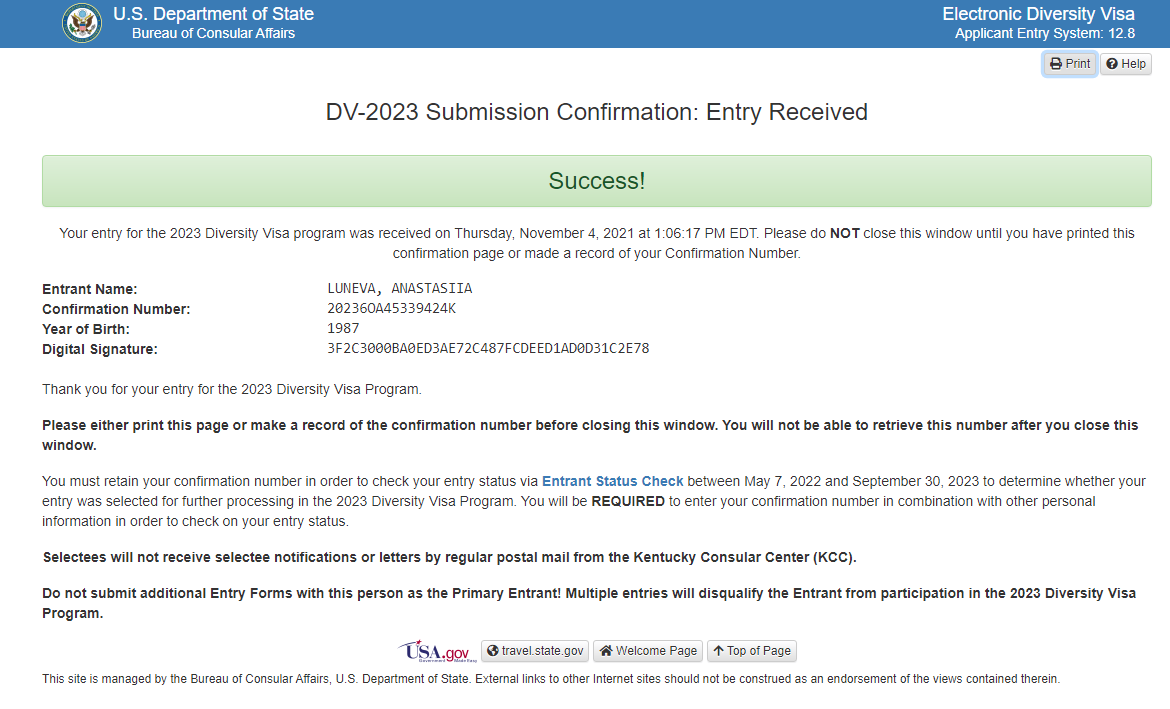 U.S. Department of State
Bureau of Consular Affairs
Electronic Diversity Visa
Applicant Entry System: 12.8
Print
Help
DV-2023 Submission Confirmation: Entry Received
Success!
Your entry for the 2023 Diversity Visa program was received on Thursday, November 4, 2021 at 1:06:17 PM EDT. Please do NOT close this window until you have printed this
confirmation page or made a record of your Confirmation Number.
Entrant Name: LUNEVA, ANASTASIIA
Confirmation Number: 20236OA45339424K
Year of Birth: 1987
Digital Signature: 3F2C3000BA0ED3AE72C487FCDEED1AD0D31C2E78
Thank you for your entry for the 2023 Diversity Visa Program.
Please either print this page or make a record of the confirmation number before closing this window. You will not be able to retrieve this number after you close this
window.
You must retain your confirmation number in order to check your entry status via Entrant Status Check between May 7, 2022 and September 30, 2023 to determine whether your
entry was selected for further processing in the 2023 Diversity Visa Program. You will be REQUIRED to enter your confirmation number in combination with other personal
information in order to check on your entry status.
Selectees will not receive selectee notifications or letters by regular postal mail from the Kentucky Consular Center (KCC).
Do not submit additional Entry Forms with this person as the Primary Entrant! Multiple entries will disqualify the Entrant from participation in the 2023 Diversity Visa
Program.
USA.gov
Government Made Easy
travel.state.gov
Welcome Page
Top of Page
This site is managed by the Bureau of Consular Affairs, U.S. Department of State. External links to other Internet sites should not be construed as an endorsement of the views contained therein.